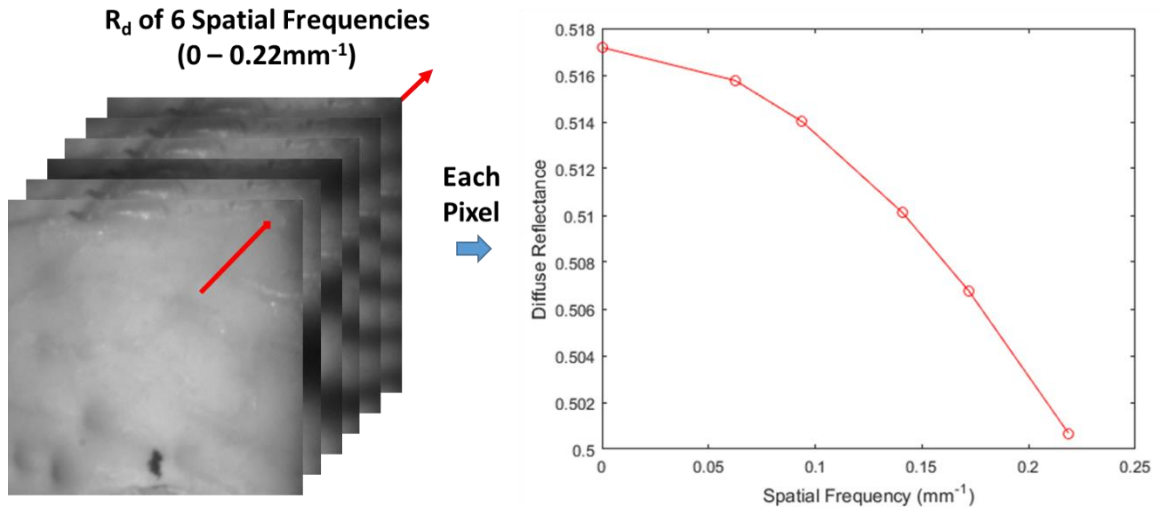 R_d of 6 Spatial Frequencies
(0 – 0.22mm⁻¹)
Each
Pixel
0.518
0.516
0.514
0.512
0.51
0.508
0.506
0.504
0.502
0.5
Diffuse Reflectance
0
0.05
0.1
0.15
0.2
0.25
Spatial Frequency (mm⁻¹)